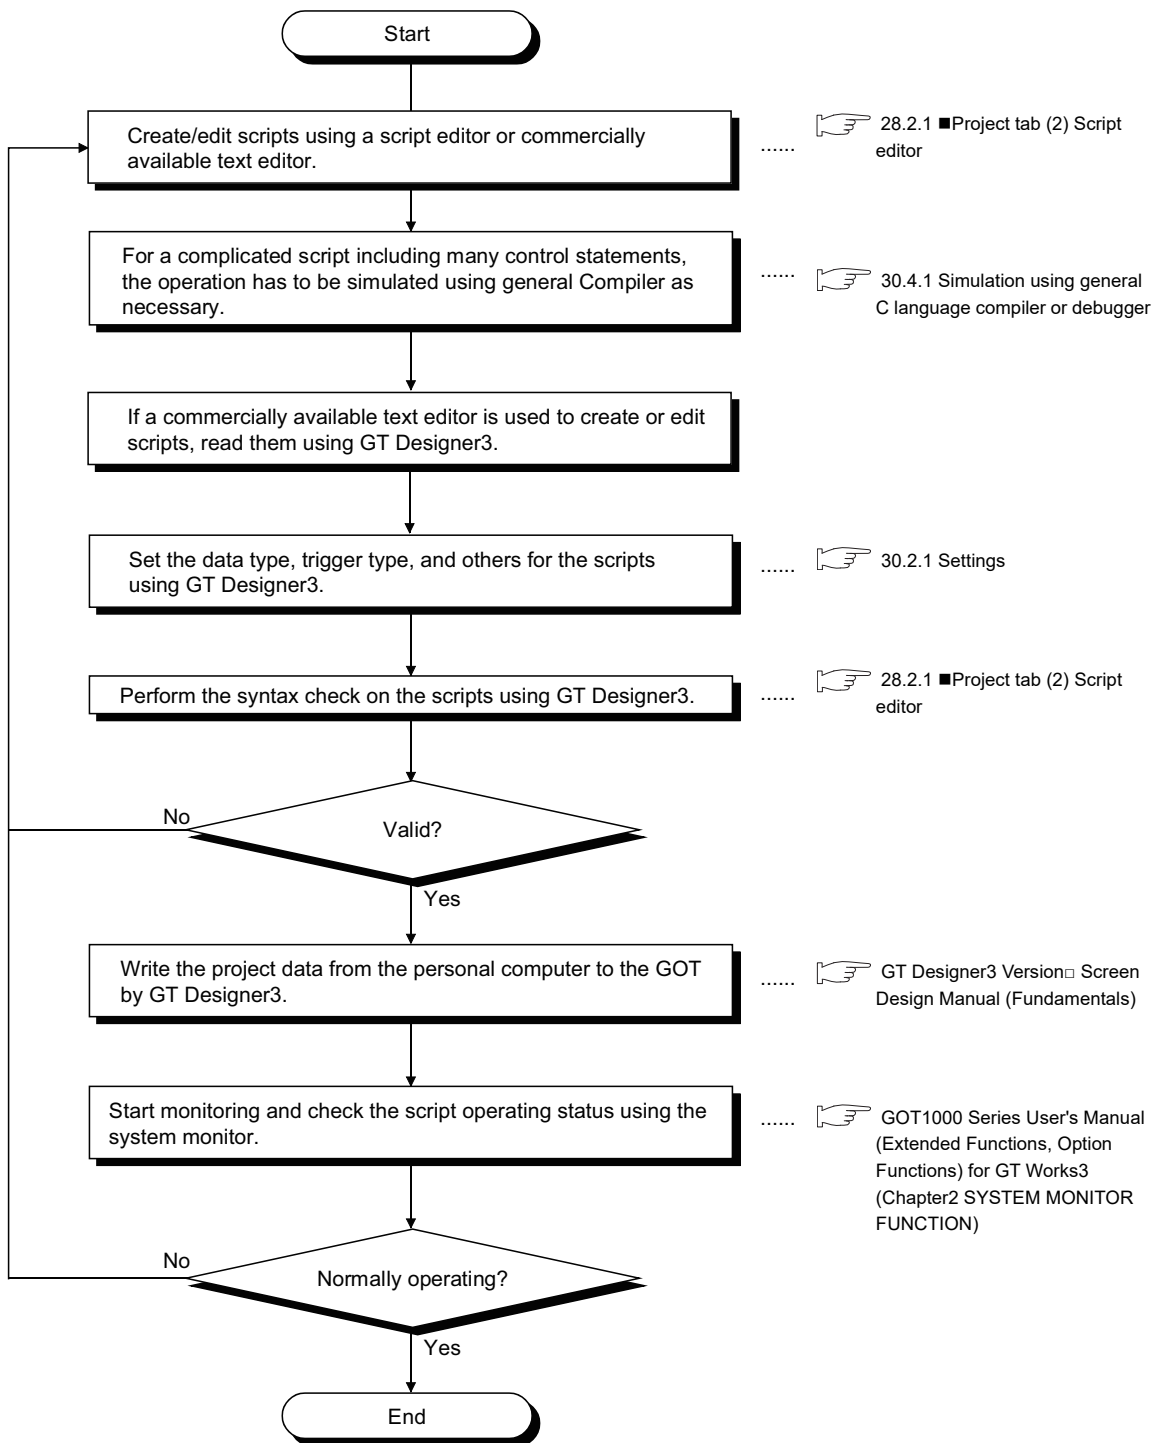 Start
Create/edit scripts using a script editor or commercially
available text editor.
......
28.2.1 ■Project tab (2) Script
editor
For a complicated script including many control statements,
the operation has to be simulated using general Compiler as
necessary.
......
30.4.1 Simulation using general
C language compiler or debugger
If a commercially available text editor is used to create or edit
scripts, read them using GT Designer3.
Set the data type, trigger type, and others for the scripts
using GT Designer3.
......
30.2.1 Settings
Perform the syntax check on the scripts using GT Designer3.
......
28.2.1 ■Project tab (2) Script
editor
No
Valid?
Yes
Write the project data from the personal computer to the GOT
by GT Designer3.
......
GT Designer3 Version□ Screen
Design Manual (Fundamentals)
Start monitoring and check the script operating status using the
system monitor.
......
GOT1000 Series User's Manual
(Extended Functions, Option
Functions) for GT Works3
(Chapter2 SYSTEM MONITOR
FUNCTION)
No
Normally operating?
Yes
End